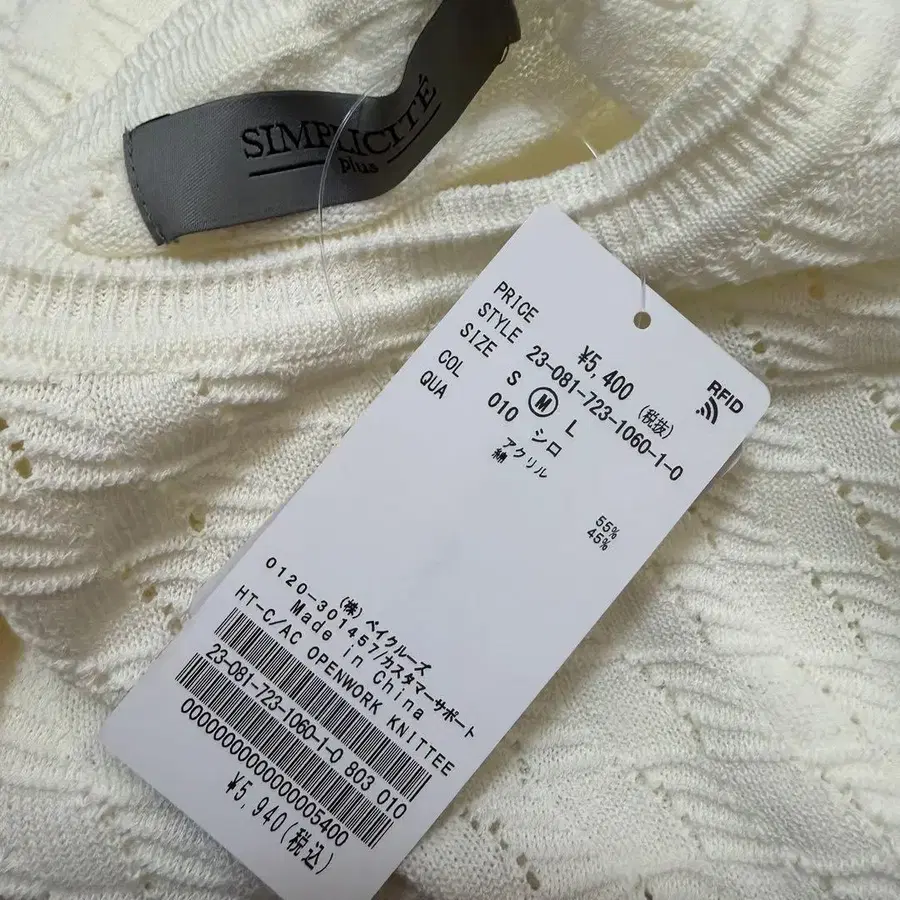 SIMPLICITÉ
plus
RFID
PRICE ¥5,400 (税抜)
STYLE 23-081-723-1060-1-0
SIZE S M L
COL 010 シロ
QUA アクリル 55%
綿 45%
(株)ベイクルーズ
0120-301457/カスタマーサポート
Made in China
HT-C/AC OPENWORK KNITTEE
23-081-723-1060-1-0 803 010
0000000000000005400
¥5,940(税込)